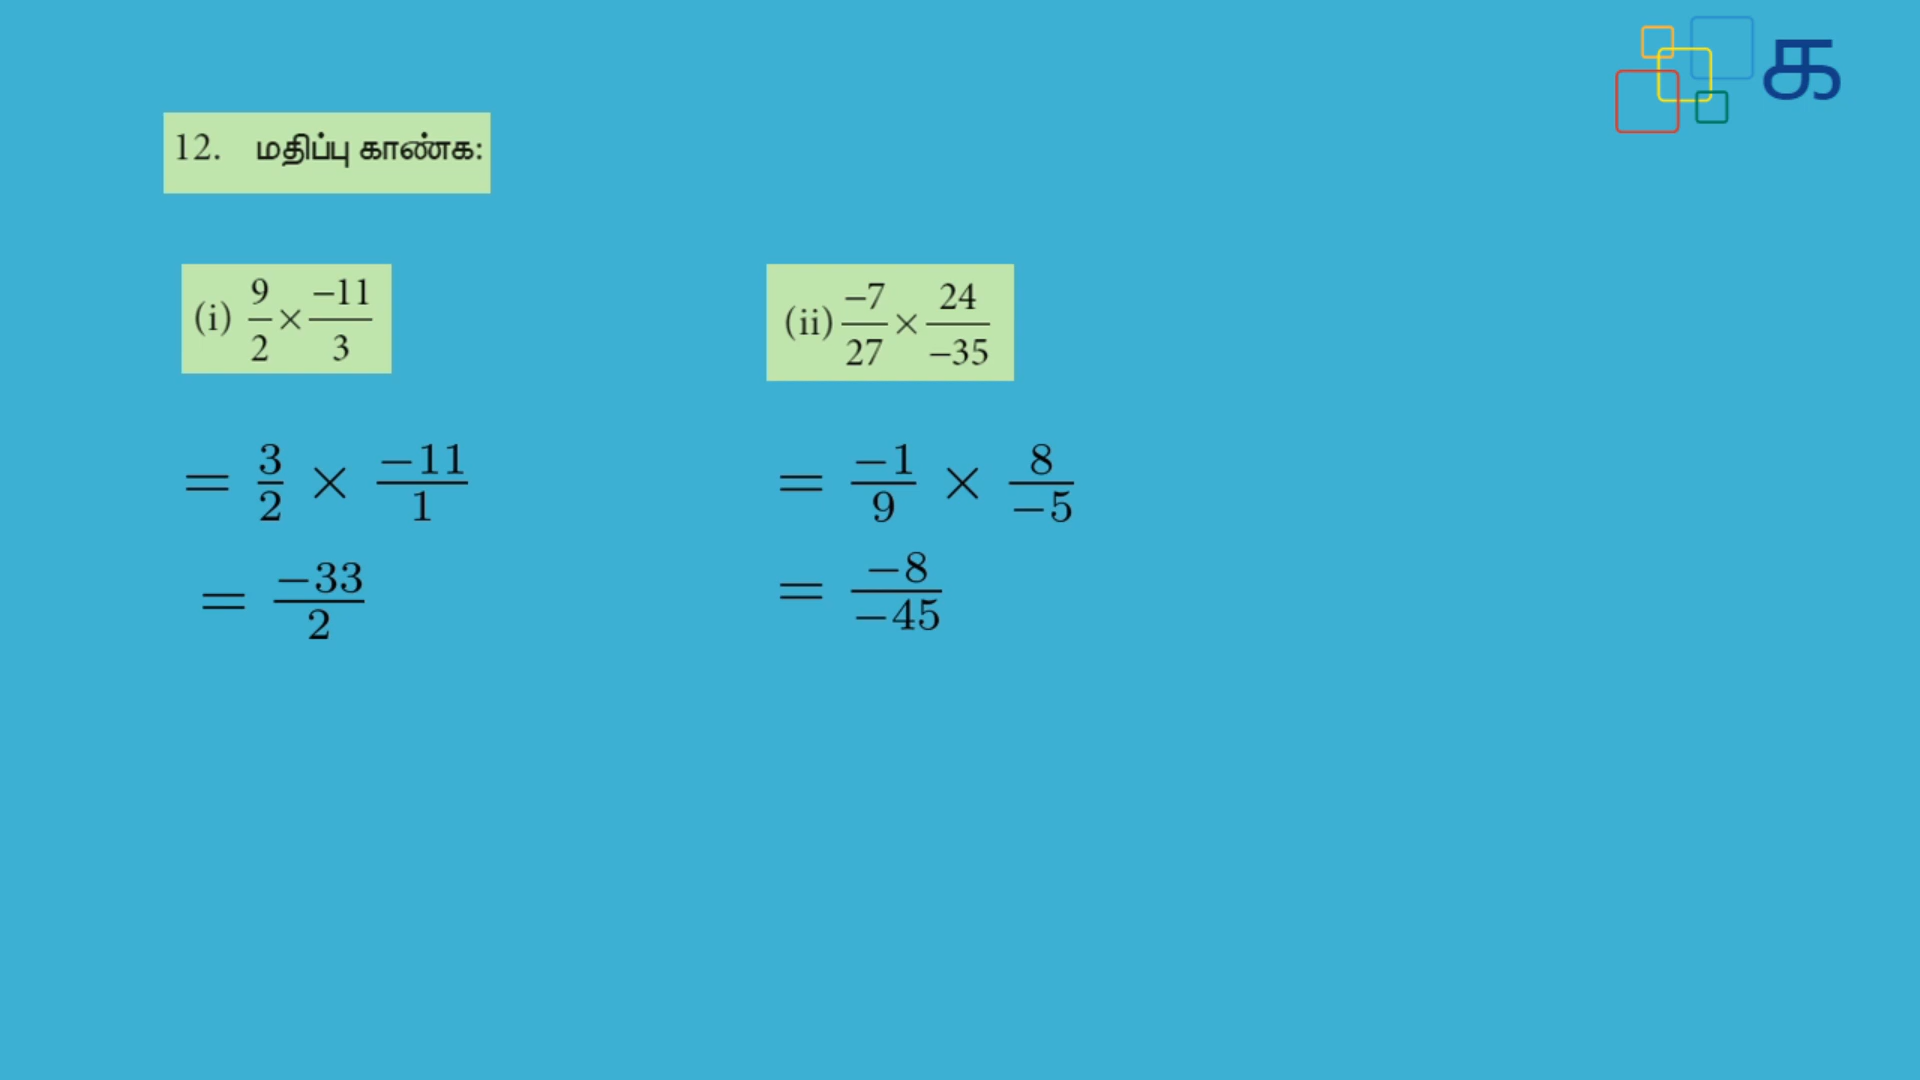 க
12. மதிப்பு காண்க:
(i) 9/2 × −11/3
= 3/2 × −11/1
= −33/2
(ii) −7/27 × 24/−35
= −1/9 × 8/−5
= −8/−45